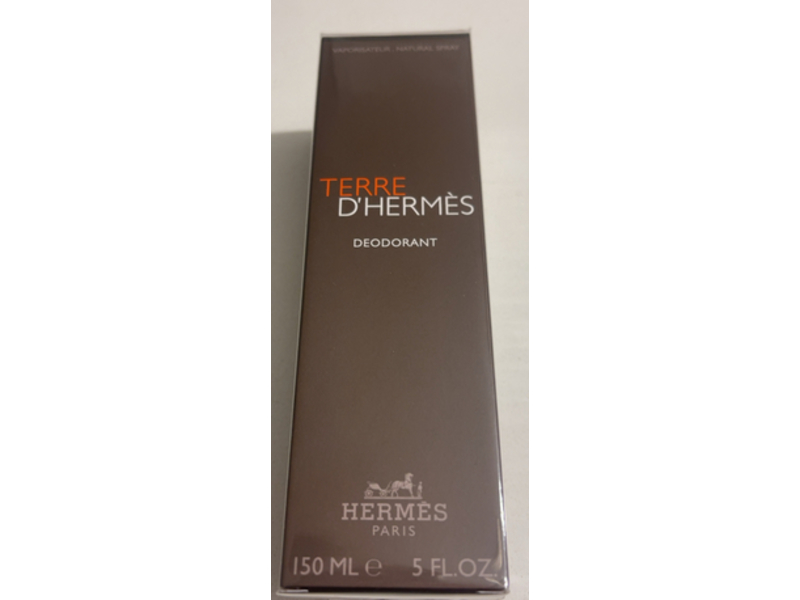 VAPORISATEUR . NATURAL SPRAY
TERRE
D'HERMÈS
DEODORANT
HERMÈS
PARIS
150 ML ℮ 5 FL.OZ.